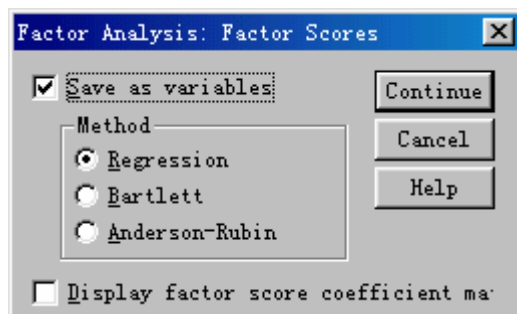 Factor Analysis: Factor Scores
Save as variables
Continue
Method
Cancel
Regression
Help
Bartlett
Anderson-Rubin
Display factor score coefficient ma